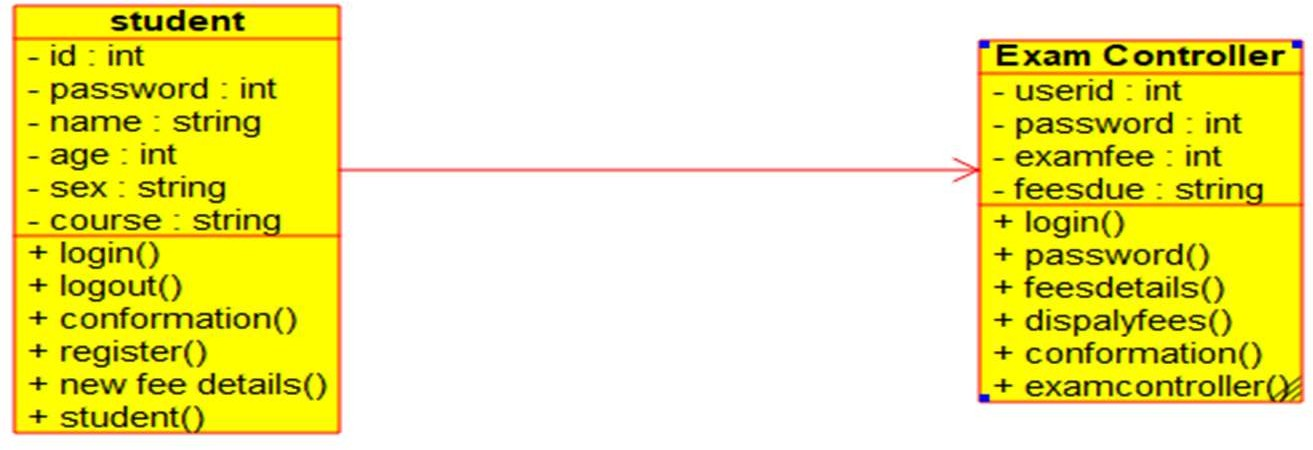 student
- id : int
- password : int
- name : string
- age : int
- sex : string
- course : string
+ login()
+ logout()
+ conformation()
+ register()
+ new fee details()
+ student()
Exam Controller
- userid : int
- password : int
- examfee : int
- feesdue : string
+ login()
+ password()
+ feesdetails()
+ dispalyfees()
+ conformation()
+ examcontroller()